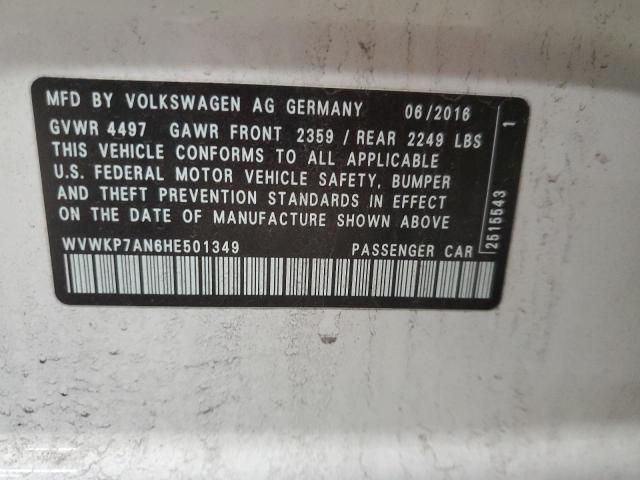 MFD BY VOLKSWAGEN AG GERMANY 06/2016
GVWR 4497 GAWR FRONT 2359 / REAR 2249 LBS
THIS VEHICLE CONFORMS TO ALL APPLICABLE
U.S. FEDERAL MOTOR VEHICLE SAFETY, BUMPER
AND THEFT PREVENTION STANDARDS IN EFFECT
ON THE DATE OF MANUFACTURE SHOWN ABOVE
WVWKP7AN6HE501349 PASSENGER CAR
2515543 1